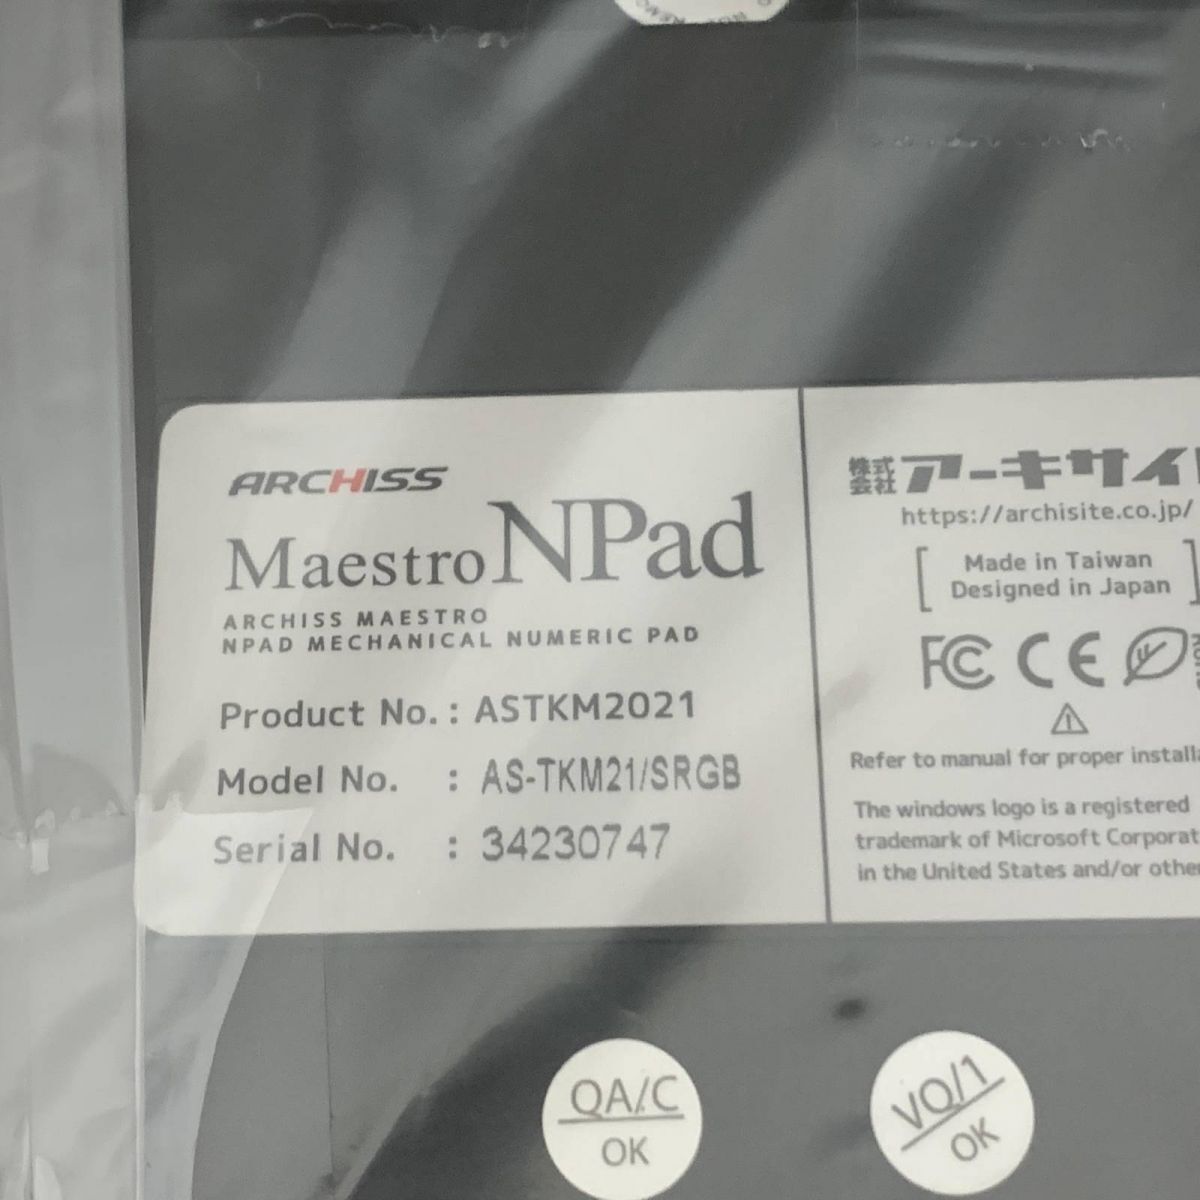 ARCHISS
Maestro NPad
ARCHISS MAESTRO
NPAD MECHANICAL NUMERIC PAD
Product No. : ASTKM2021
Model No. : AS-TKM21/SRGB
Serial No. : 34230747
株式会社 アーキサイ
https://archisite.co.jp/
Made in Taiwan
Designed in Japan
FC CE
Refer to manual for proper installa
The windows logo is a registered
trademark of Microsoft Corporat
in the United States and/or other
QA/C
OK
VQ/1
OK